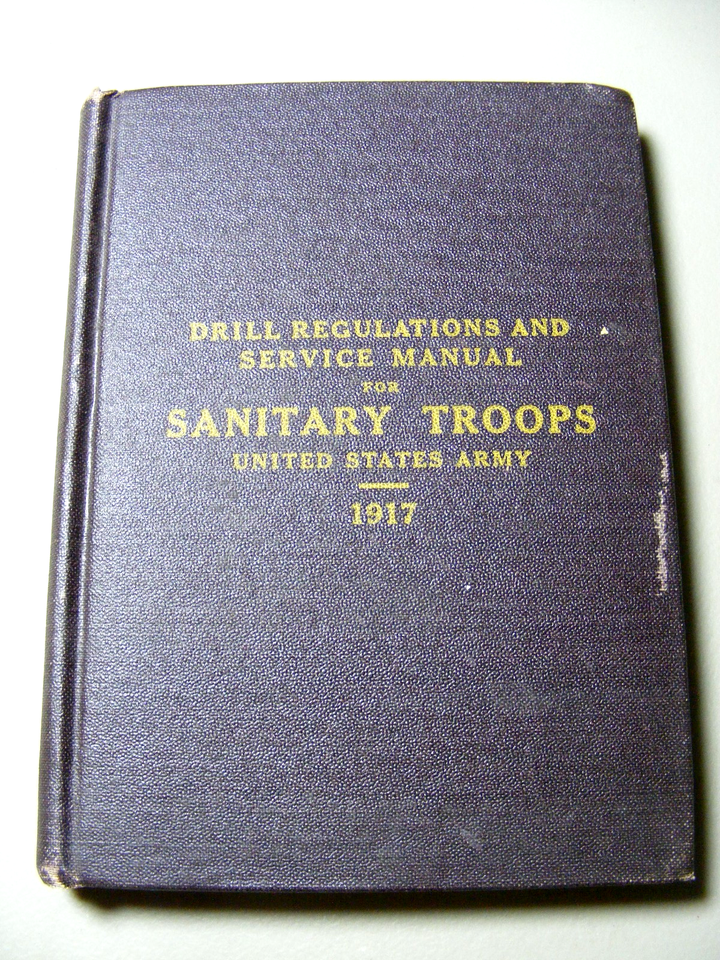 DRILL REGULATIONS AND
SERVICE MANUAL
FOR
SANITARY TROOPS
UNITED STATES ARMY
1917